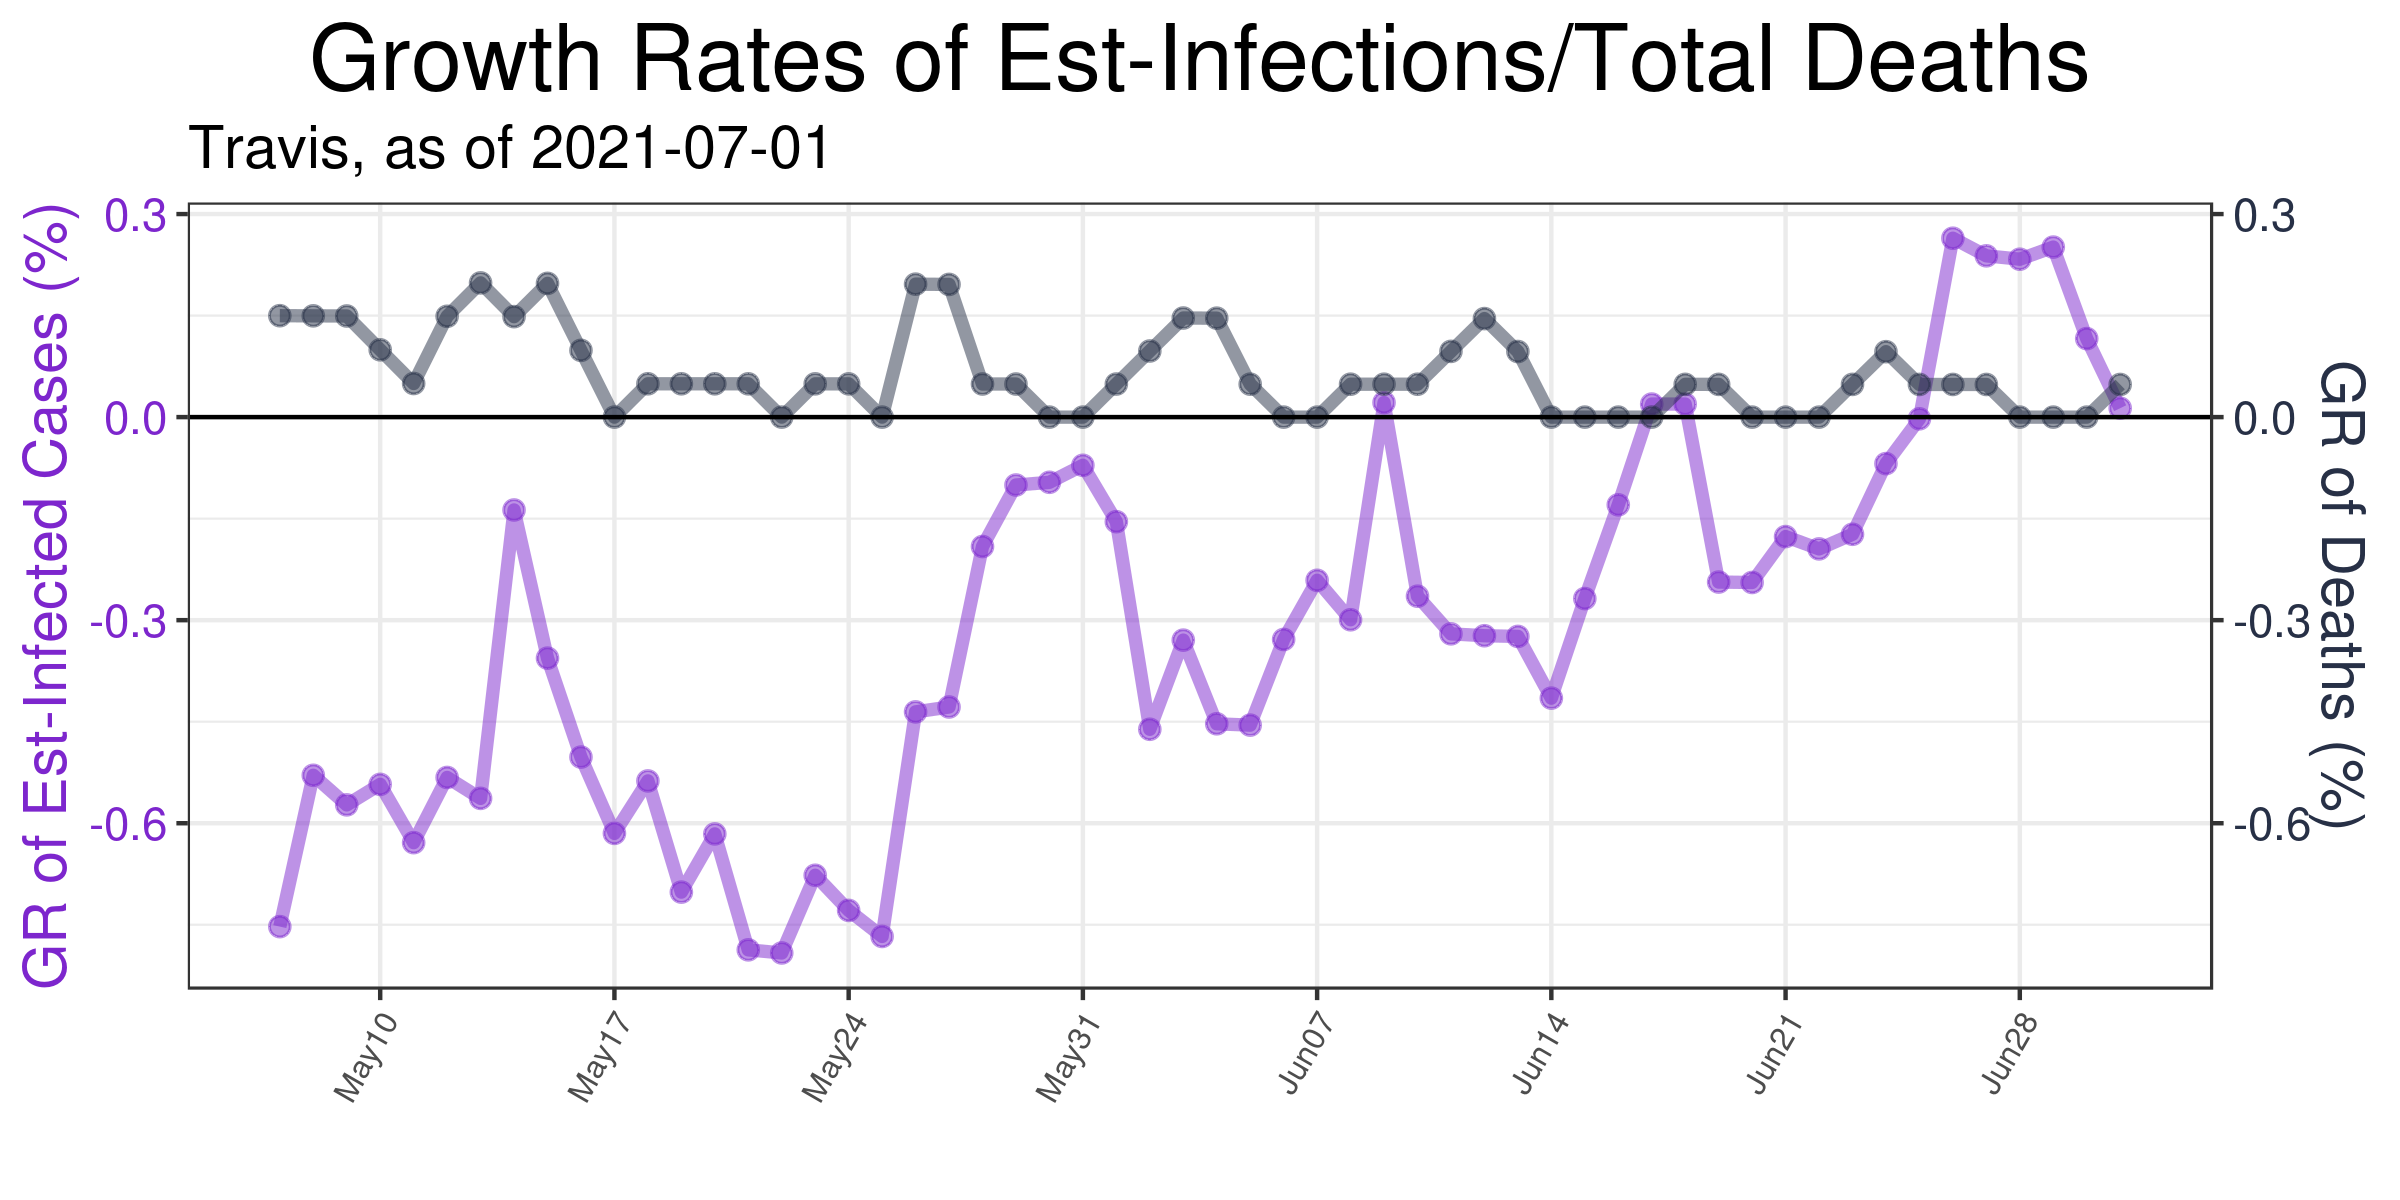 Growth Rates of Est-Infections/Total Deaths
Travis, as of 2021-07-01
GR of Est-Infected Cases (%)
0.3
0.0
-0.3
-0.6
0.3
0.0
-0.3
-0.6
GR of Deaths (%)
May10
May17
May24
May31
Jun07
Jun14
Jun21
Jun28